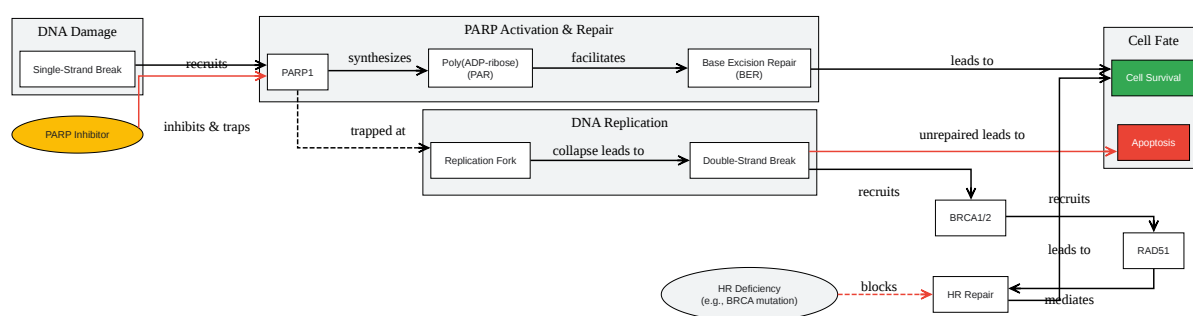 DNA Damage
Single-Strand Break
recruits
PARP Inhibitor
inhibits & traps
PARP Activation & Repair
PARP1
synthesizes
Poly(ADP-ribose)
(PAR)
facilitates
Base Excision Repair
(BER)
leads to
Cell Fate
Cell Survival
Apoptosis
trapped at
DNA Replication
Replication Fork
collapse leads to
Double-Strand Break
unrepaired leads to
recruits
BRCA1/2
recruits
RAD51
leads to
HR Deficiency
(e.g., BRCA mutation)
blocks
HR Repair
mediates